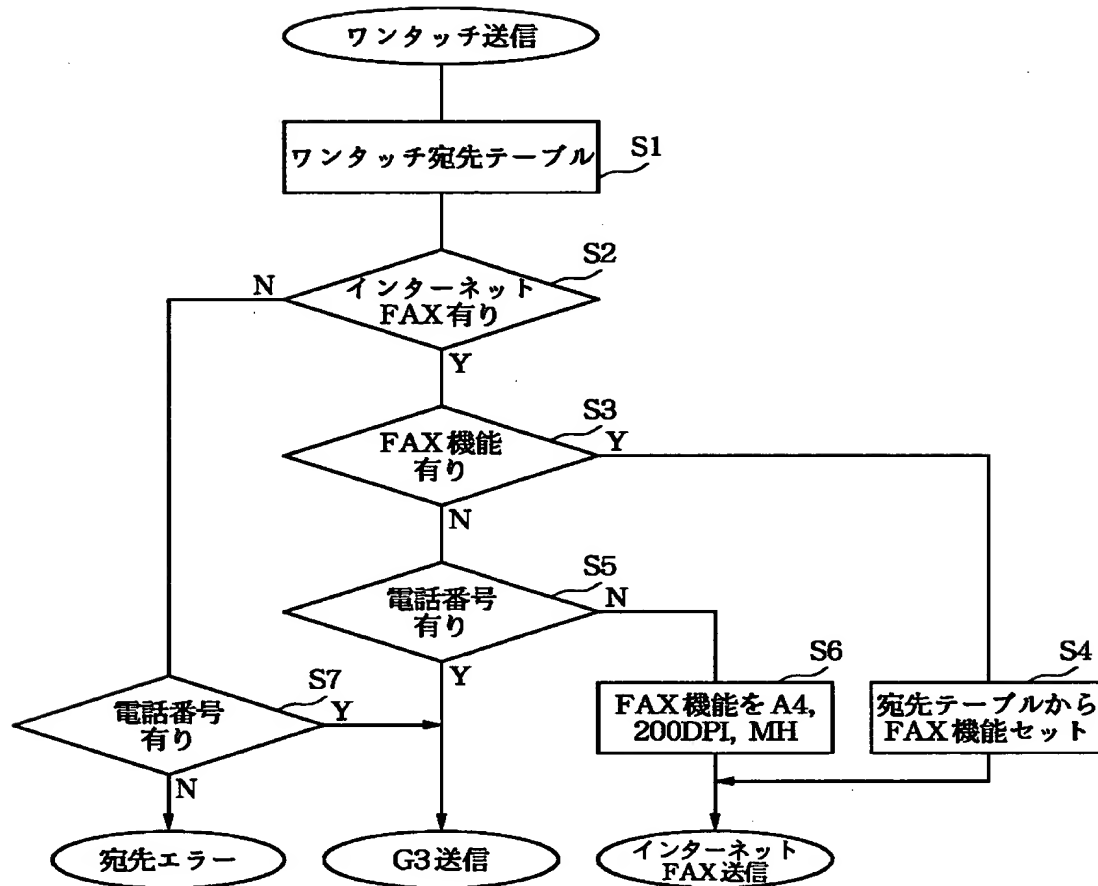 ワンタッチ送信
ワンタッチ宛先テーブル
S1
S2
N
インターネット
FAX有り
Y
S3
FAX機能
有り
Y
N
S5
電話番号
有り
N
Y
S7
電話番号
有り
Y
N
S6
FAX機能をA4,
200DPI, MH
S4
宛先テーブルから
FAX機能セット
宛先エラー
G3送信
インターネット
FAX送信